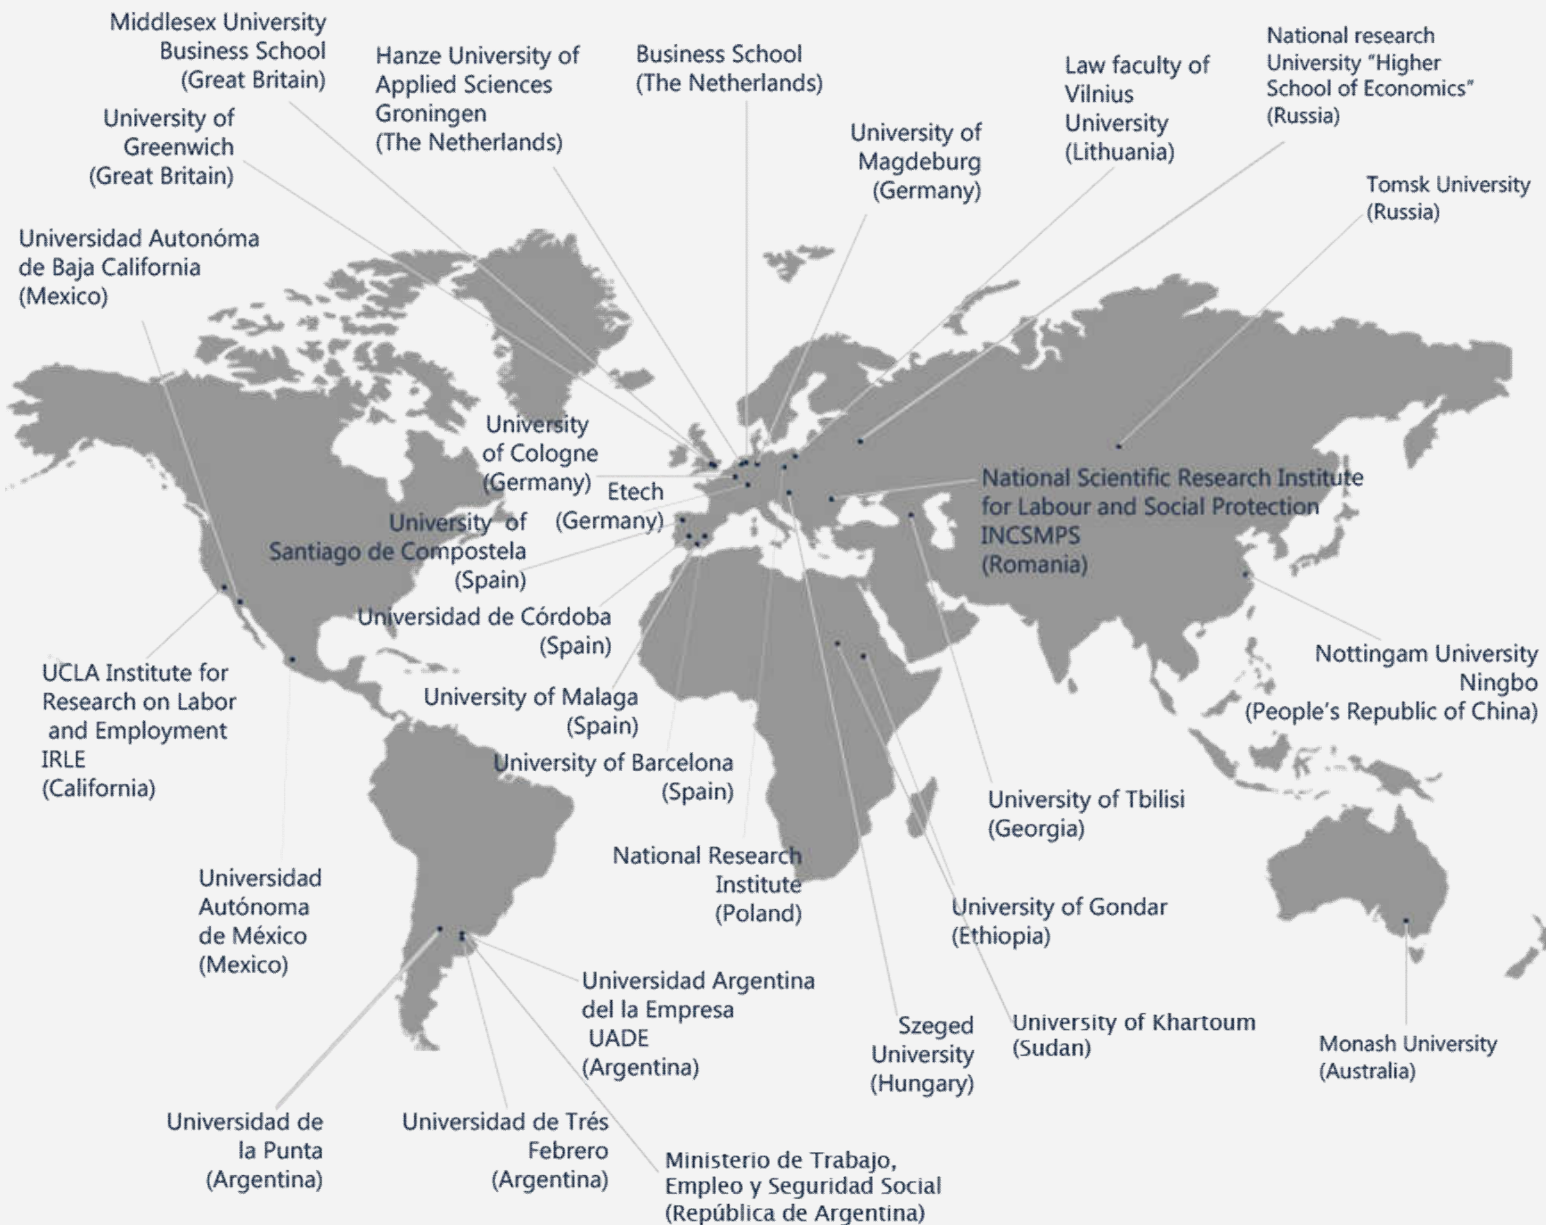 Middlesex University
Business School
(Great Britain)
Hanze University of
Applied Sciences
Groningen
(The Netherlands)
Business School
(The Netherlands)
Law faculty of
Vilnius
University
(Lithuania)
National research
University "Higher
School of Economics"
(Russia)
University of
Greenwich
(Great Britain)
University of
Magdeburg
(Germany)
Tomsk University
(Russia)
Universidad Autonóma
de Baja California
(Mexico)
University
of Cologne
(Germany)
Etech
(Germany)
National Scientific Research Institute
for Labour and Social Protection
INCSMPS
(Romania)
University of
Santiago de Compostela
(Spain)
Universidad de Córdoba
(Spain)
UCLA Institute for
Research on Labor
and Employment
IRLE
(California)
University of Malaga
(Spain)
Nottingam University
Ningbo
(People's Republic of China)
University of Barcelona
(Spain)
University of Tbilisi
(Georgia)
National Research
Institute
(Poland)
Universidad
Autónoma
de México
(Mexico)
University of Gondar
(Ethiopia)
Universidad Argentina
del la Empresa
UADE
(Argentina)
Szeged
University
(Hungary)
University of Khartoum
(Sudan)
Monash University
(Australia)
Universidad de
la Punta
(Argentina)
Universidad de Trés
Febrero
(Argentina)
Ministerio de Trabajo,
Empleo y Seguridad Social
(República de Argentina)